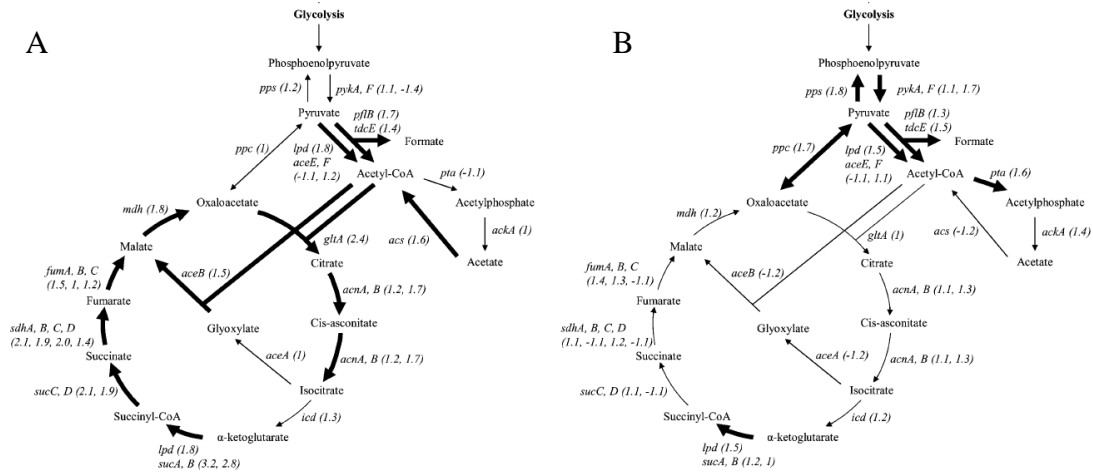 A
Glycolysis
Phosphoenolpyruvate
pps (1.2)
pykA, F (1.1, -1.4)
Pyruvate
pflB (1.7)
tdcE (1.4)
Formate
ppc (1)
lpd (1.8)
aceE, F
(-1.1, 1.2)
Acetyl-CoA
pta (-1.1)
Acetylphosphate
ackA (1)
Acetate
acs (1.6)
mdh (1.8)
Oxaloacetate
gltA (2.4)
Malate
Citrate
fumA, B, C
(1.5, 1, 1.2)
aceB (1.5)
acnA, B (1.2, 1.7)
Fumarate
Glyoxylate
Cis-asconitate
sdhA, B, C, D
(2.1, 1.9, 2.0, 1.4)
aceA (1)
acnA, B (1.2, 1.7)
Succinate
Isocitrate
sucC, D (2.1, 1.9)
icd (1.3)
Succinyl-CoA
α-ketoglutarate
lpd (1.8)
sucA, B (3.2, 2.8)
B
Glycolysis
Phosphoenolpyruvate
pps (1.8)
pykA, F (1.1, 1.7)
Pyruvate
pflB (1.3)
tdcE (1.5)
Formate
ppc (1.7)
lpd (1.5)
aceE, F
(-1.1, 1.1)
Acetyl-CoA
pta (1.6)
Acetylphosphate
ackA (1.4)
Acetate
acs (-1.2)
mdh (1.2)
Oxaloacetate
gltA (1)
Malate
Citrate
fumA, B, C
(1.4, 1.3, -1.1)
aceB (-1.2)
acnA, B (1.1, 1.3)
Fumarate
Glyoxylate
Cis-asconitate
sdhA, B, C, D
(1.1, -1.1, 1.2, -1.1)
aceA (-1.2)
acnA, B (1.1, 1.3)
Succinate
Isocitrate
sucC, D (1.1, -1.1)
icd (1.2)
Succinyl-CoA
α-ketoglutarate
lpd (1.5)
sucA, B (1.2, 1)